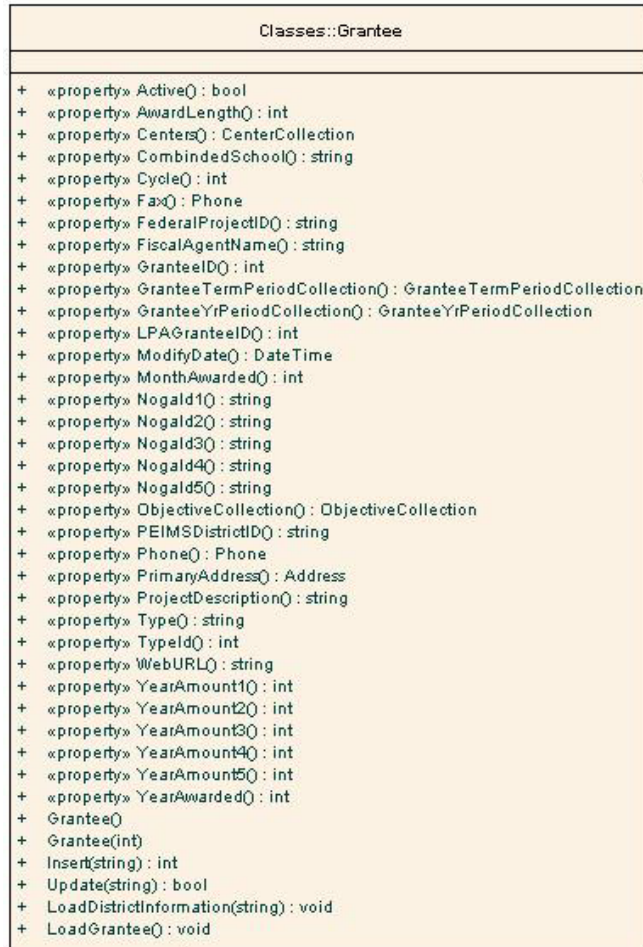 Classes::Grantee
+ «property» Active() : bool
+ «property» AwardLength() : int
+ «property» Centers() : CenterCollection
+ «property» CombindedSchool() : string
+ «property» Cycle() : int
+ «property» Fax() : Phone
+ «property» FederalProjectID() : string
+ «property» FiscalAgentName() : string
+ «property» GranteeID() : int
+ «property» GranteeTermPeriodCollection() : GranteeTermPeriodCollection
+ «property» GranteeYrPeriodCollection() : GranteeYrPeriodCollection
+ «property» LPAGranteeID() : int
+ «property» ModifyDate() : DateTime
+ «property» MonthAwarded() : int
+ «property» NogaId1() : string
+ «property» NogaId2() : string
+ «property» NogaId3() : string
+ «property» NogaId4() : string
+ «property» NogaId5() : string
+ «property» ObjectiveCollection() : ObjectiveCollection
+ «property» PEIMSDistrictID() : string
+ «property» Phone() : Phone
+ «property» PrimaryAddress() : Address
+ «property» ProjectDescription() : string
+ «property» Type() : string
+ «property» TypeId() : int
+ «property» WebURL() : string
+ «property» YearAmount1() : int
+ «property» YearAmount2() : int
+ «property» YearAmount3() : int
+ «property» YearAmount4() : int
+ «property» YearAmount5() : int
+ «property» YearAwarded() : int
+ Grantee()
+ Grantee(int)
+ Insert(string) : int
+ Update(string) : bool
+ LoadDistrictInformation(string) : void
+ LoadGrantee() : void